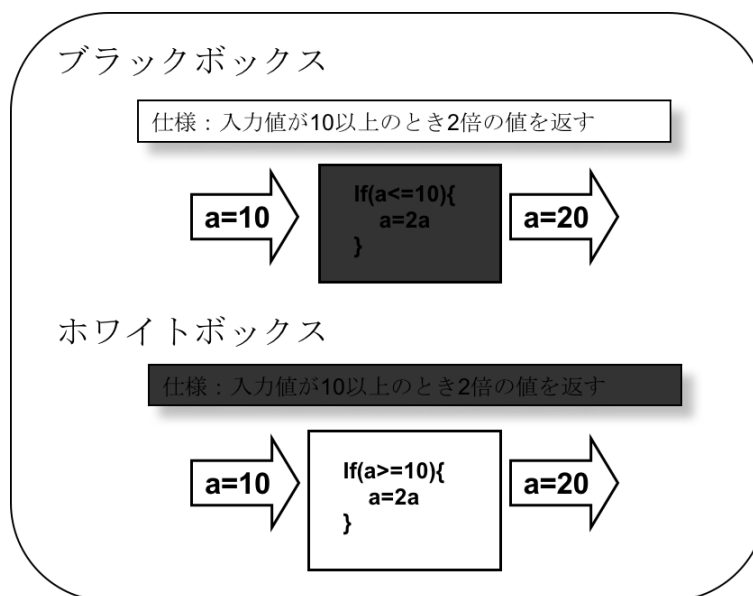 ブラックボックス
仕様：入力値が10以上のとき2倍の値を返す
a=10
If(a<=10){
a=2a
}
a=20
ホワイトボックス
仕様：入力値が10以上のとき2倍の値を返す
a=10
If(a>=10){
a=2a
}
a=20